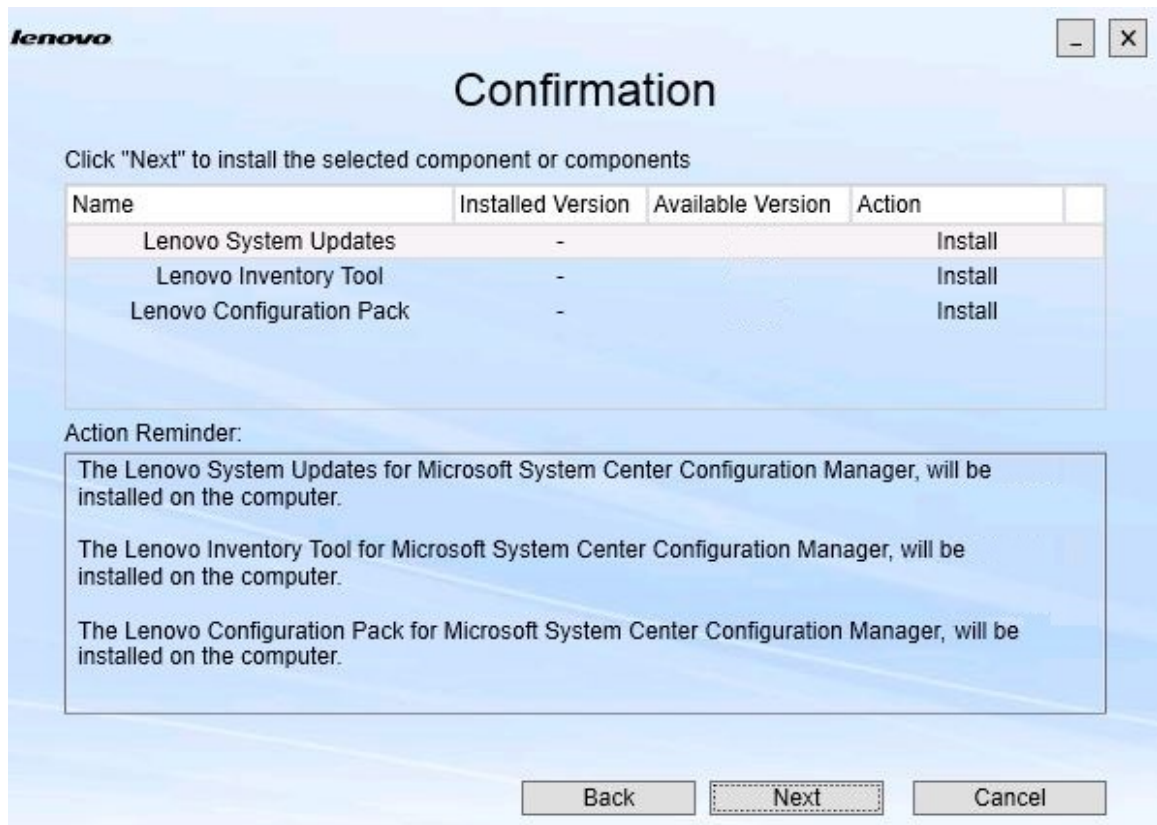 lenovo
Confirmation
Click "Next" to install the selected component or components
Name Installed Version Available Version Action
Lenovo System Updates - Install
Lenovo Inventory Tool - Install
Lenovo Configuration Pack - Install
Action Reminder:
The Lenovo System Updates for Microsoft System Center Configuration Manager, will be
installed on the computer.
The Lenovo Inventory Tool for Microsoft System Center Configuration Manager, will be
installed on the computer.
The Lenovo Configuration Pack for Microsoft System Center Configuration Manager, will be
installed on the computer.
Back Next Cancel